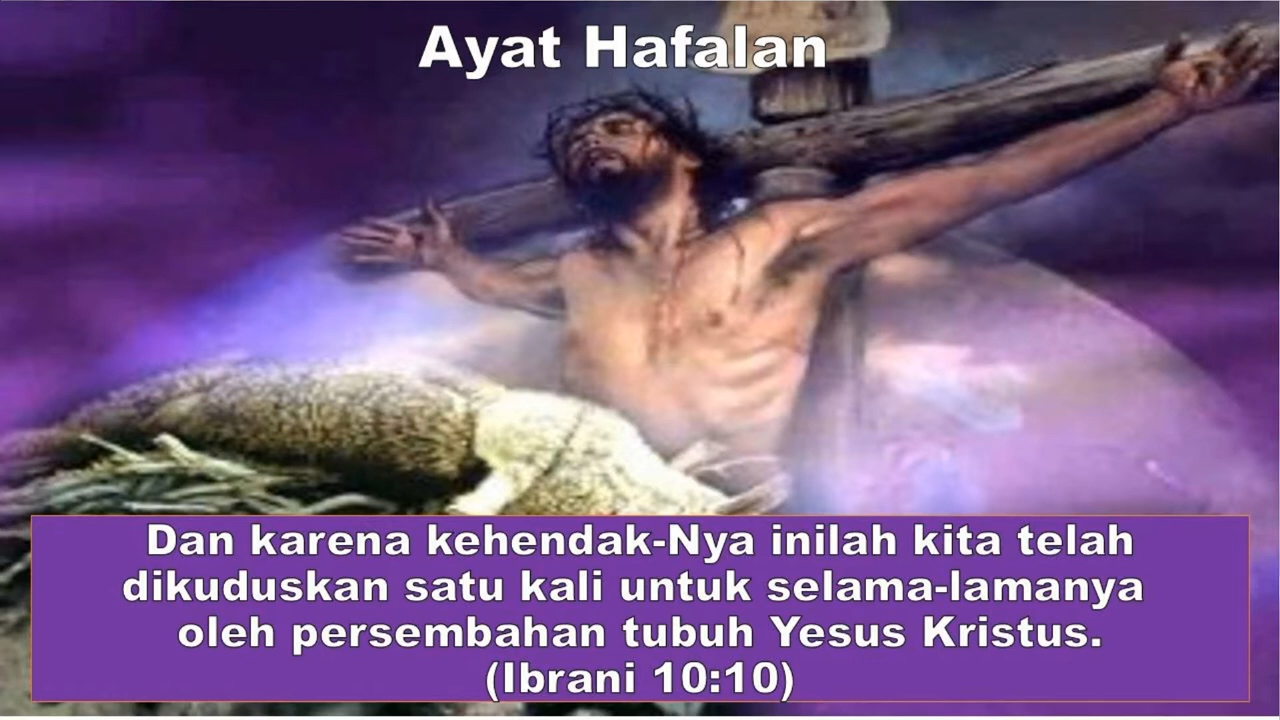 Ayat Hafalan
Dan karena kehendak-Nya inilah kita telah
dikuduskan satu kali untuk selama-lamanya
oleh persembahan tubuh Yesus Kristus.
(Ibrani 10:10)